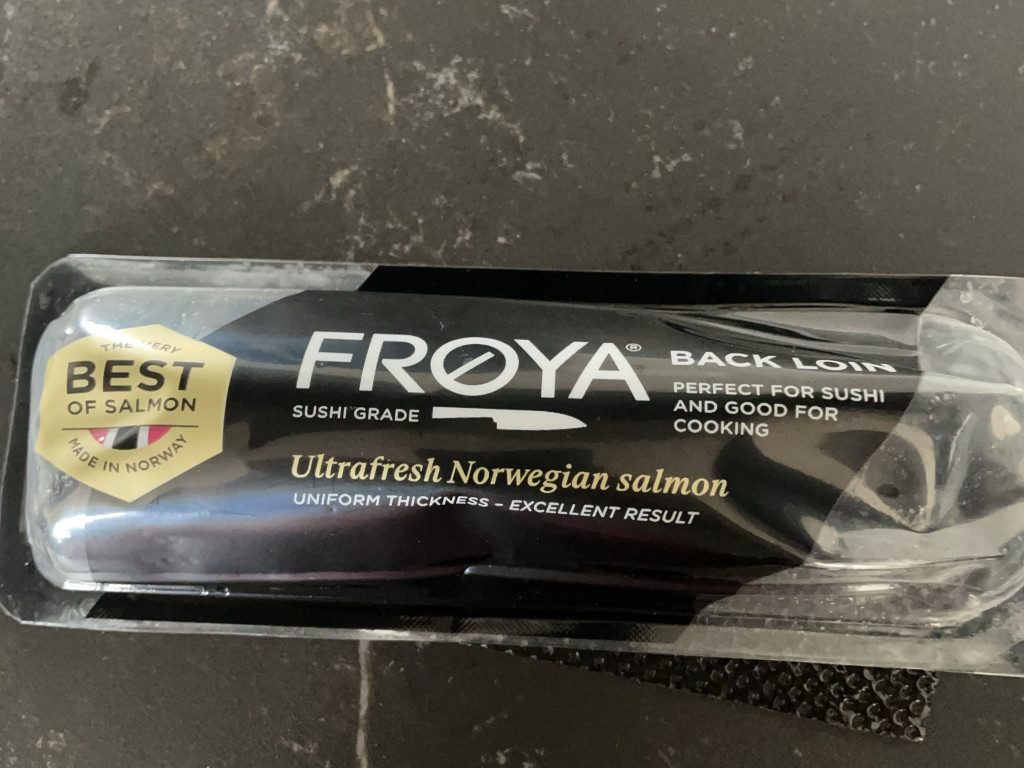 THE VERY
BEST
OF SALMON
MADE IN NORWAY
FRØYA®
SUSHI GRADE
Ultrafresh Norwegian salmon
UNIFORM THICKNESS – EXCELLENT RESULT
BACK LOIN
PERFECT FOR SUSHI
AND GOOD FOR
COOKING